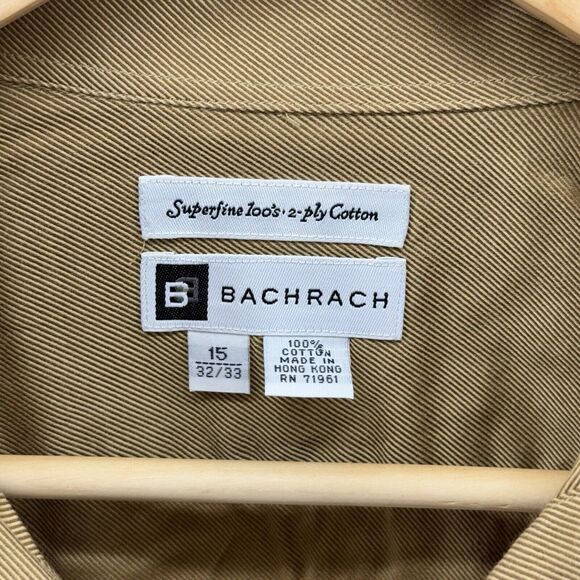 Superfine 100's · 2-ply Cotton
B BACHRACH
15
32/33
100%
COTTON
MADE IN
HONG KONG
RN 71961